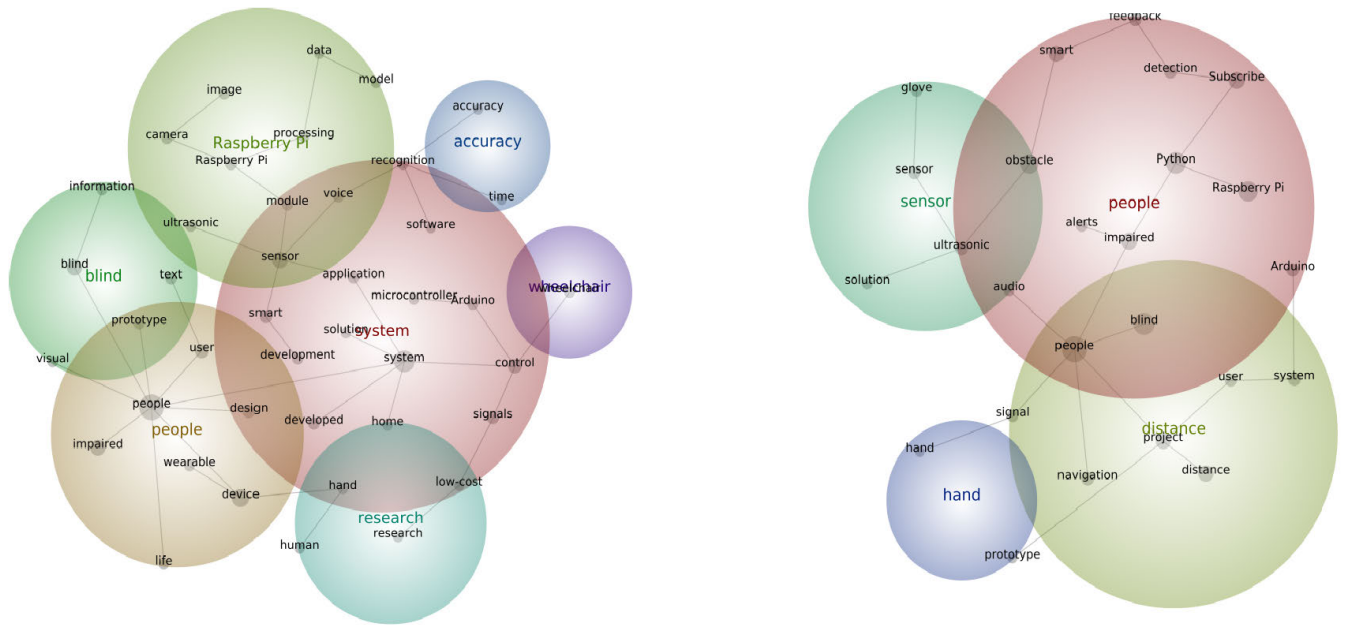 data
model
image
accuracy
camera
processing
Raspberry Pi
accuracy
Raspberry Pi
recognition
information
voice
time
module
ultrasonic
software
sensor
blind
blind
text
application
wheelchair
wheelchair
microcontroller
Arduino
smart
prototype
solution
system
user
development
visual
system
control
people
design
signals
developed
home
people
impaired
wearable
low-cost
hand
device
research
research
human
life
feedback
smart
detection
Subscribe
glove
obstacle
Python
sensor
Raspberry Pi
sensor
people
alerts
impaired
ultrasonic
Arduino
solution
audio
blind
people
user
system
signal
distance
project
hand
distance
navigation
hand
prototype